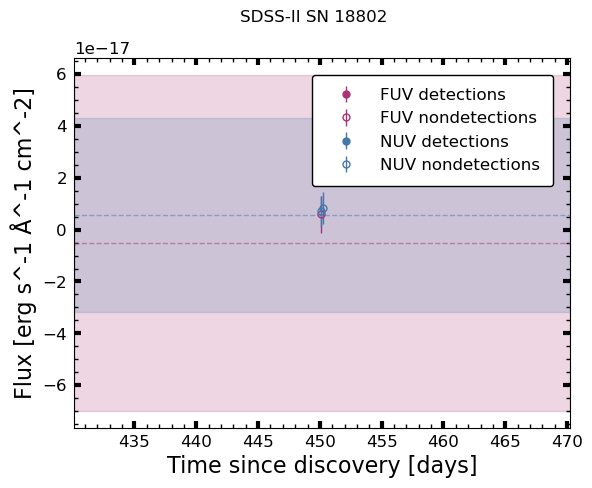 SDSS-II SN 18802
1e−17
FUV detections
FUV nondetections
NUV detections
NUV nondetections
6
4
2
0
−2
−4
−6
Flux [erg s^-1 Å^-1 cm^-2]
435 440 445 450 455 460 465 470
Time since discovery [days]